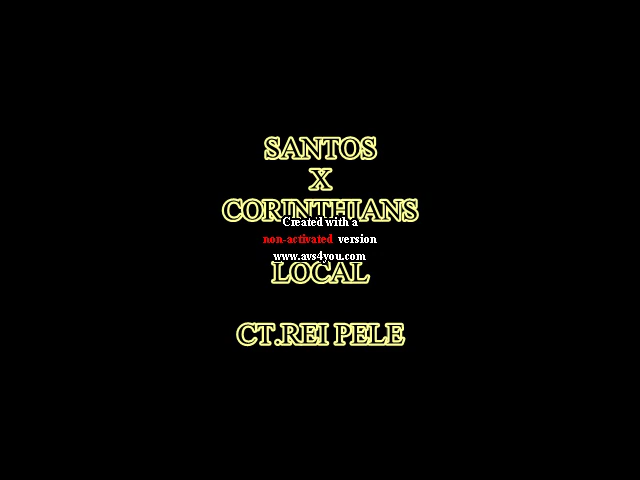 SANTOS
X
CORINTHIANS
Created with a
non-activated version
www.avs4you.com
LOCAL
CT.REI PELE